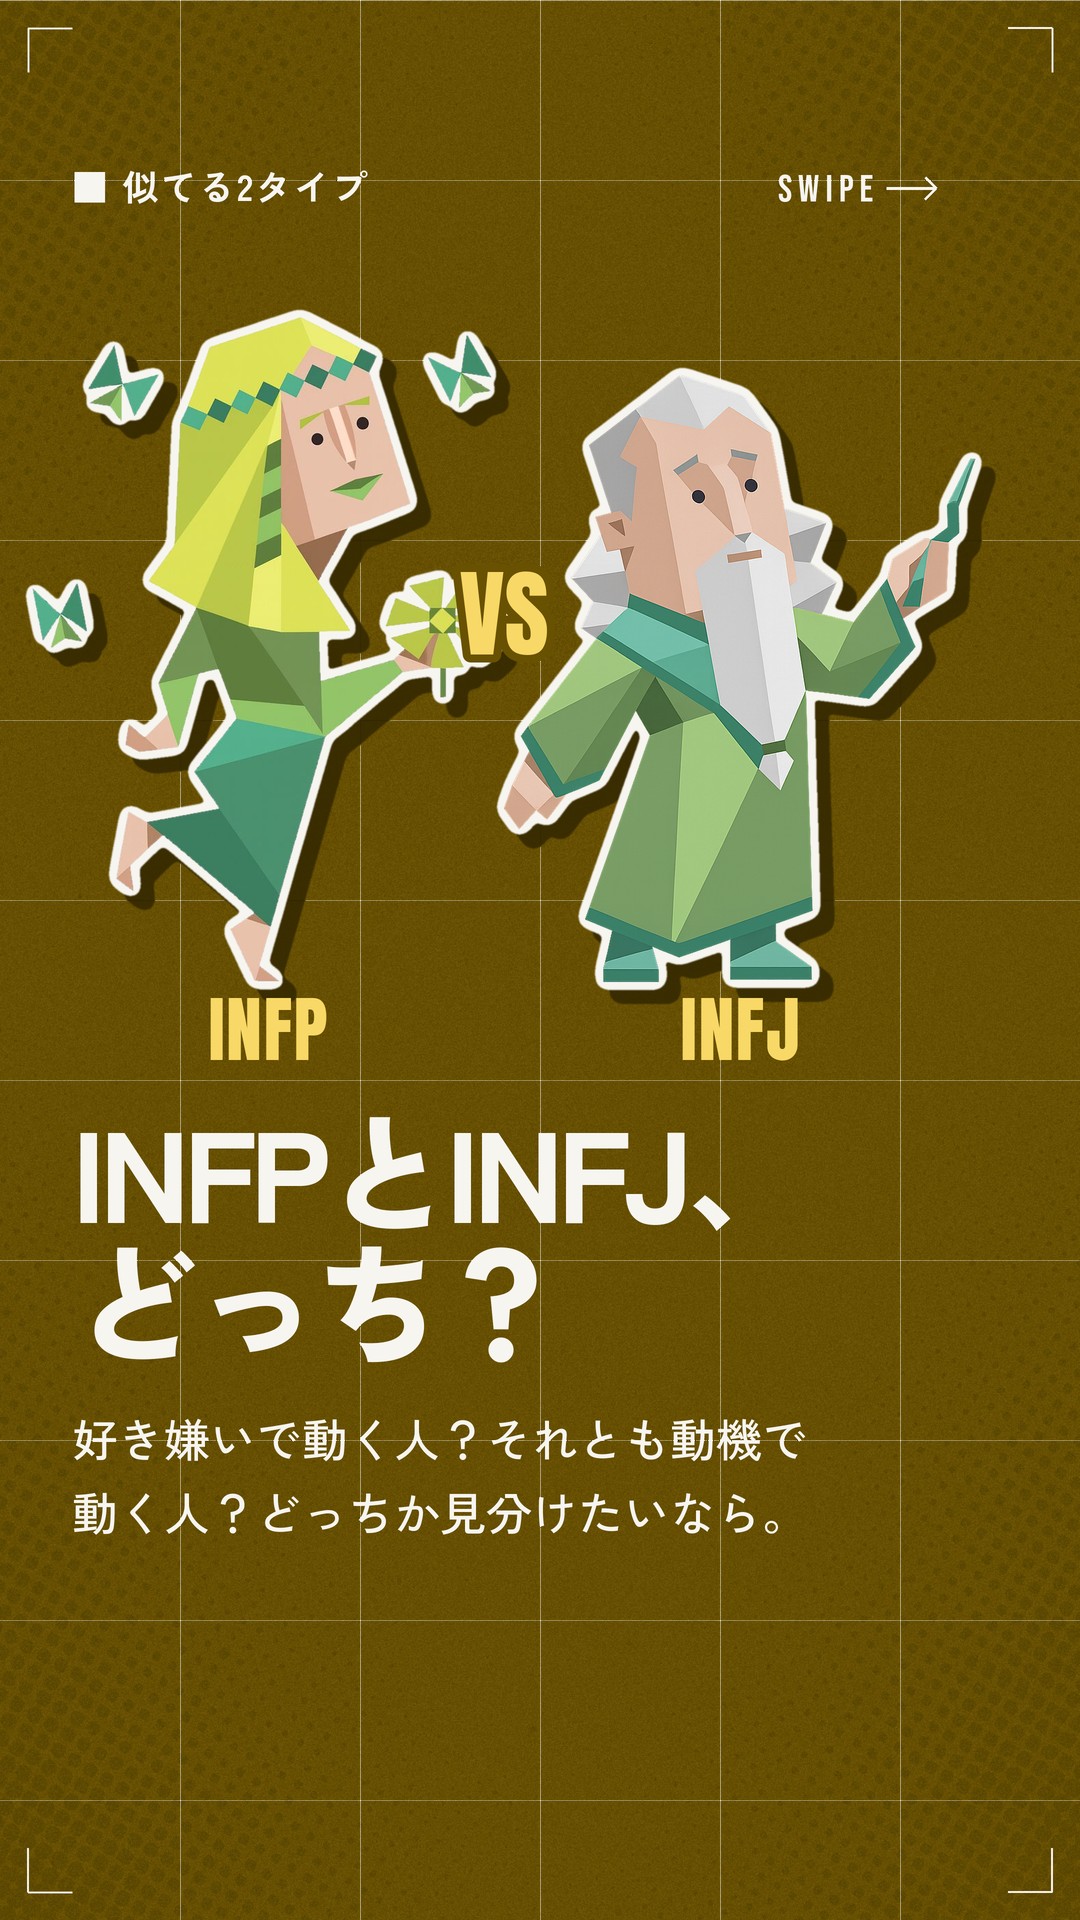 似てる2タイプ
SWIPE →
VS
INFP
INFJ
INFPとINFJ、
どっち？
好き嫌いで動く人？それとも動機で
動く人？どっちか見分けたいなら。